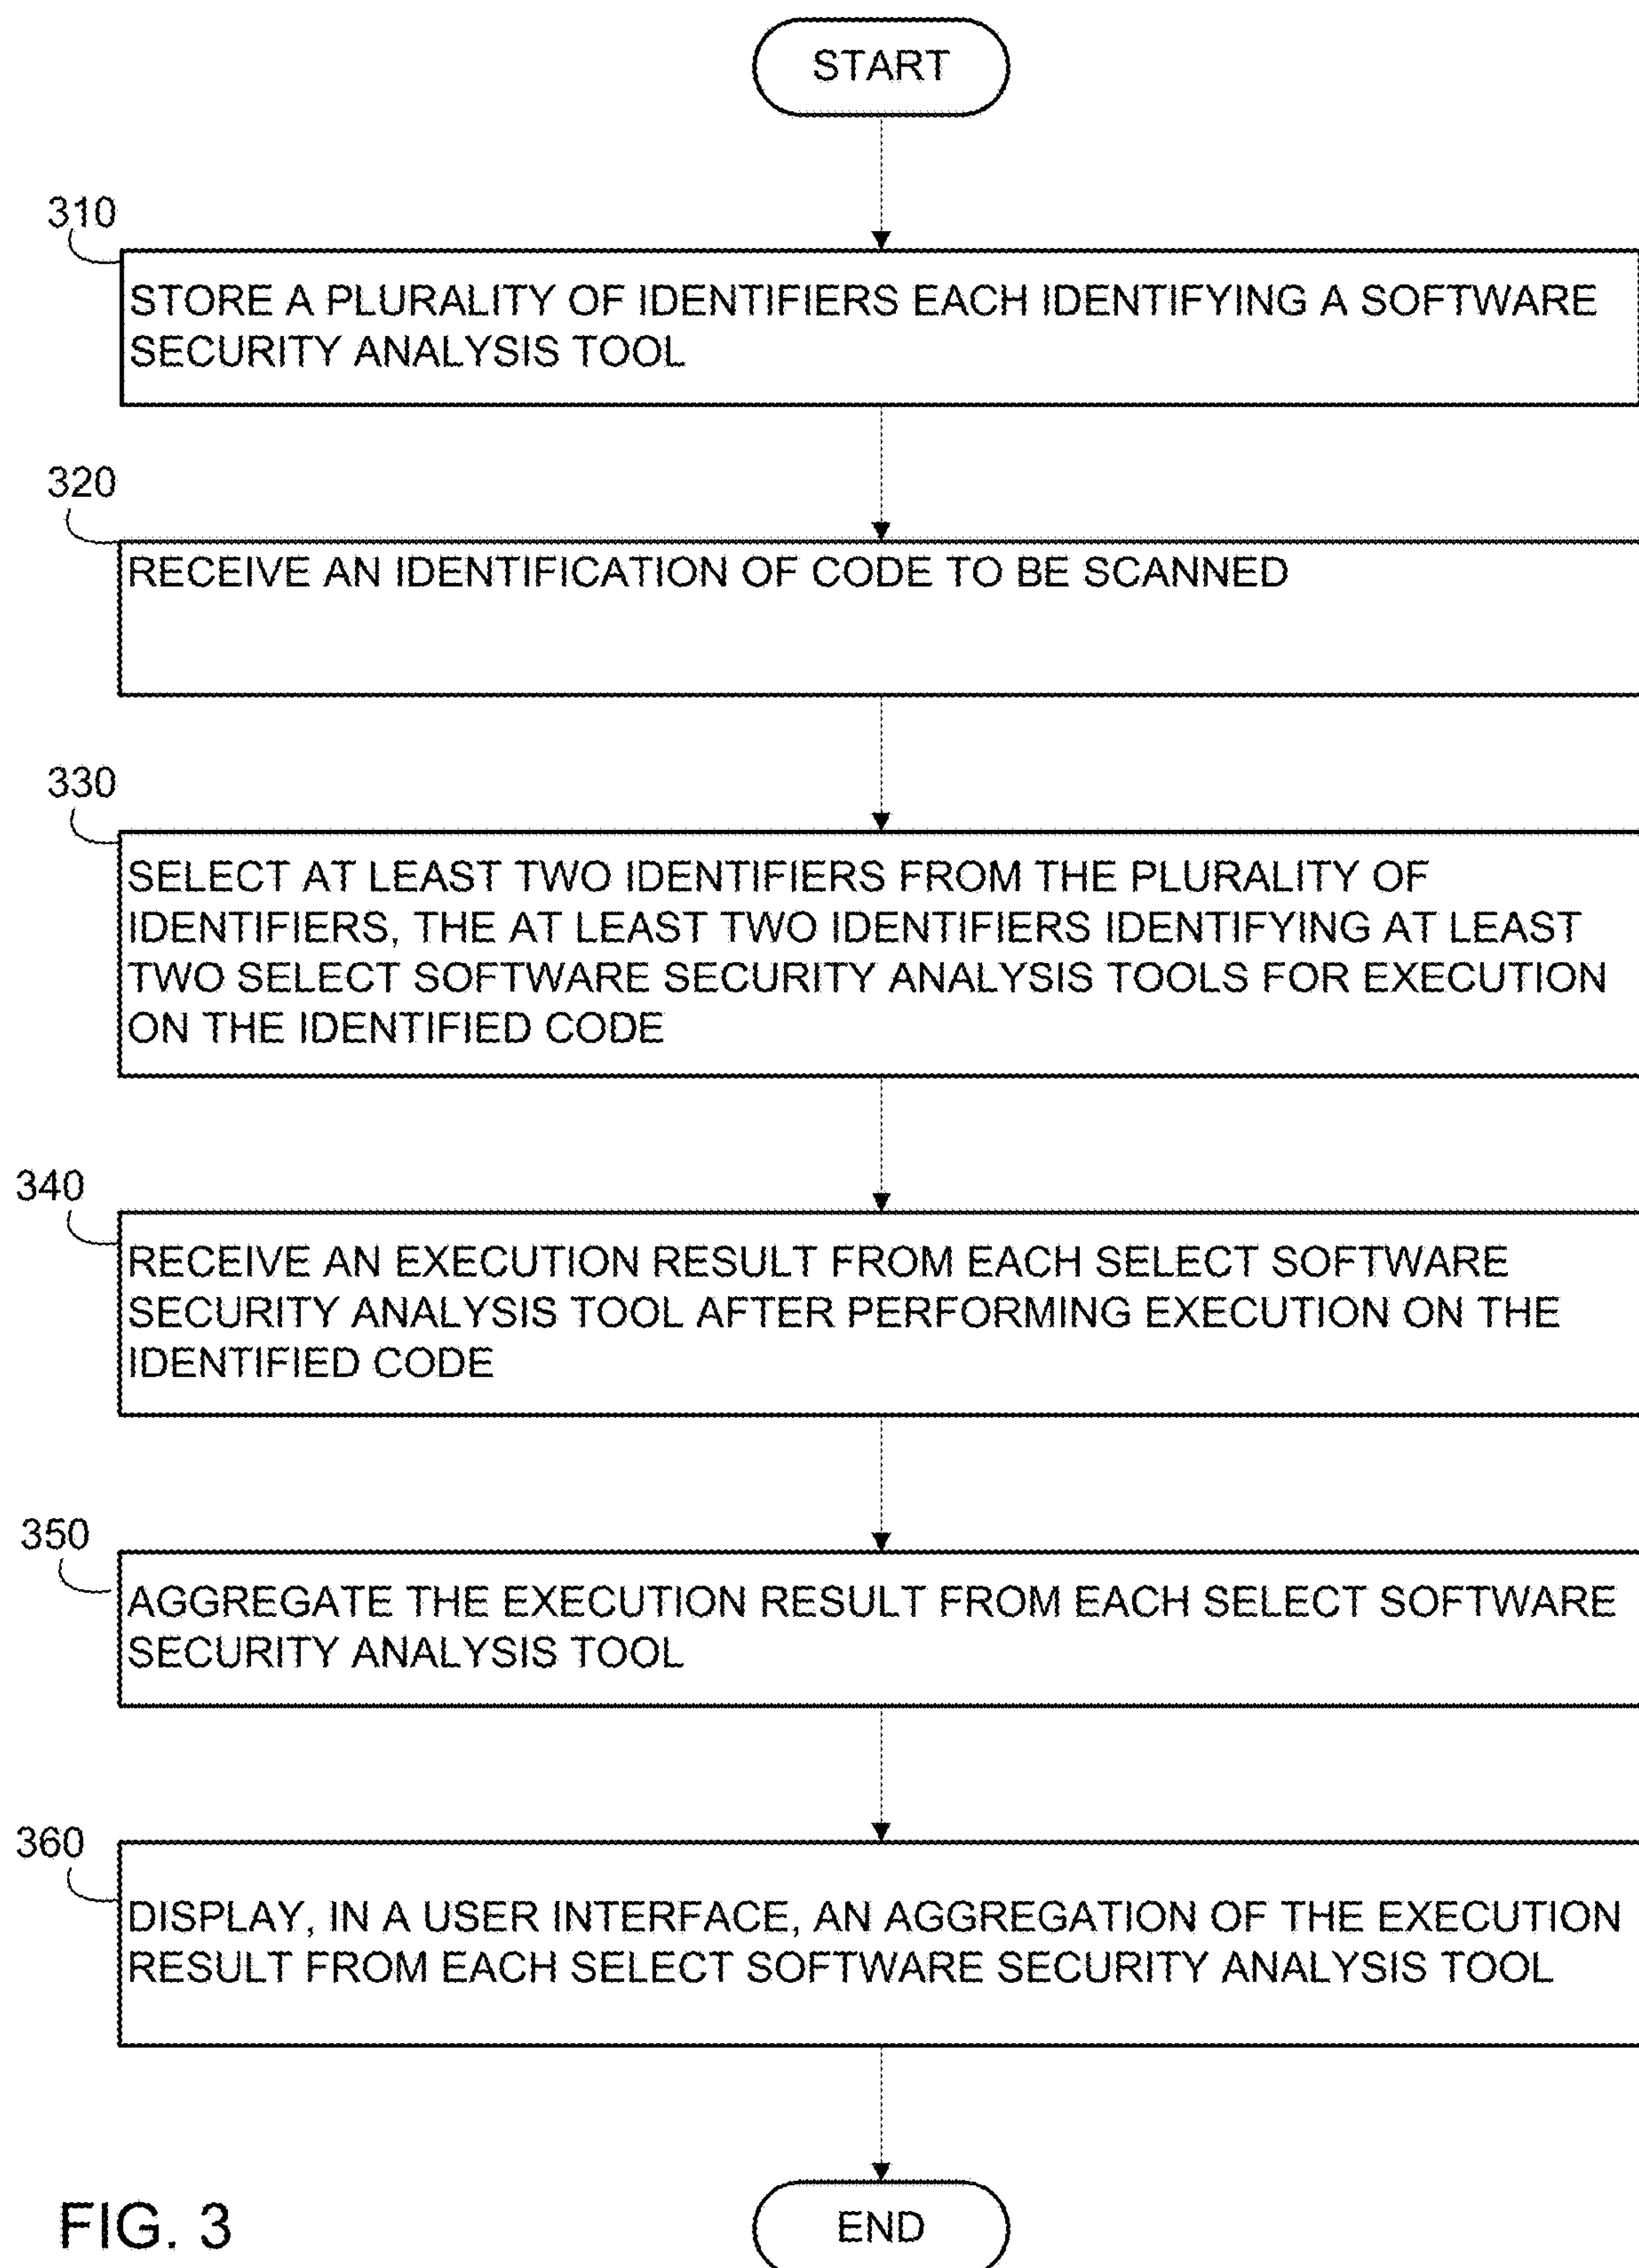 START
310
STORE A PLURALITY OF IDENTIFIERS EACH IDENTIFYING A SOFTWARE
SECURITY ANALYSIS TOOL
320
RECEIVE AN IDENTIFICATION OF CODE TO BE SCANNED
330
SELECT AT LEAST TWO IDENTIFIERS FROM THE PLURALITY OF
IDENTIFIERS, THE AT LEAST TWO IDENTIFIERS IDENTIFYING AT LEAST
TWO SELECT SOFTWARE SECURITY ANALYSIS TOOLS FOR EXECUTION
ON THE IDENTIFIED CODE
340
RECEIVE AN EXECUTION RESULT FROM EACH SELECT SOFTWARE
SECURITY ANALYSIS TOOL AFTER PERFORMING EXECUTION ON THE
IDENTIFIED CODE
350
AGGREGATE THE EXECUTION RESULT FROM EACH SELECT SOFTWARE
SECURITY ANALYSIS TOOL
360
DISPLAY, IN A USER INTERFACE, AN AGGREGATION OF THE EXECUTION
RESULT FROM EACH SELECT SOFTWARE SECURITY ANALYSIS TOOL
END
FIG. 3